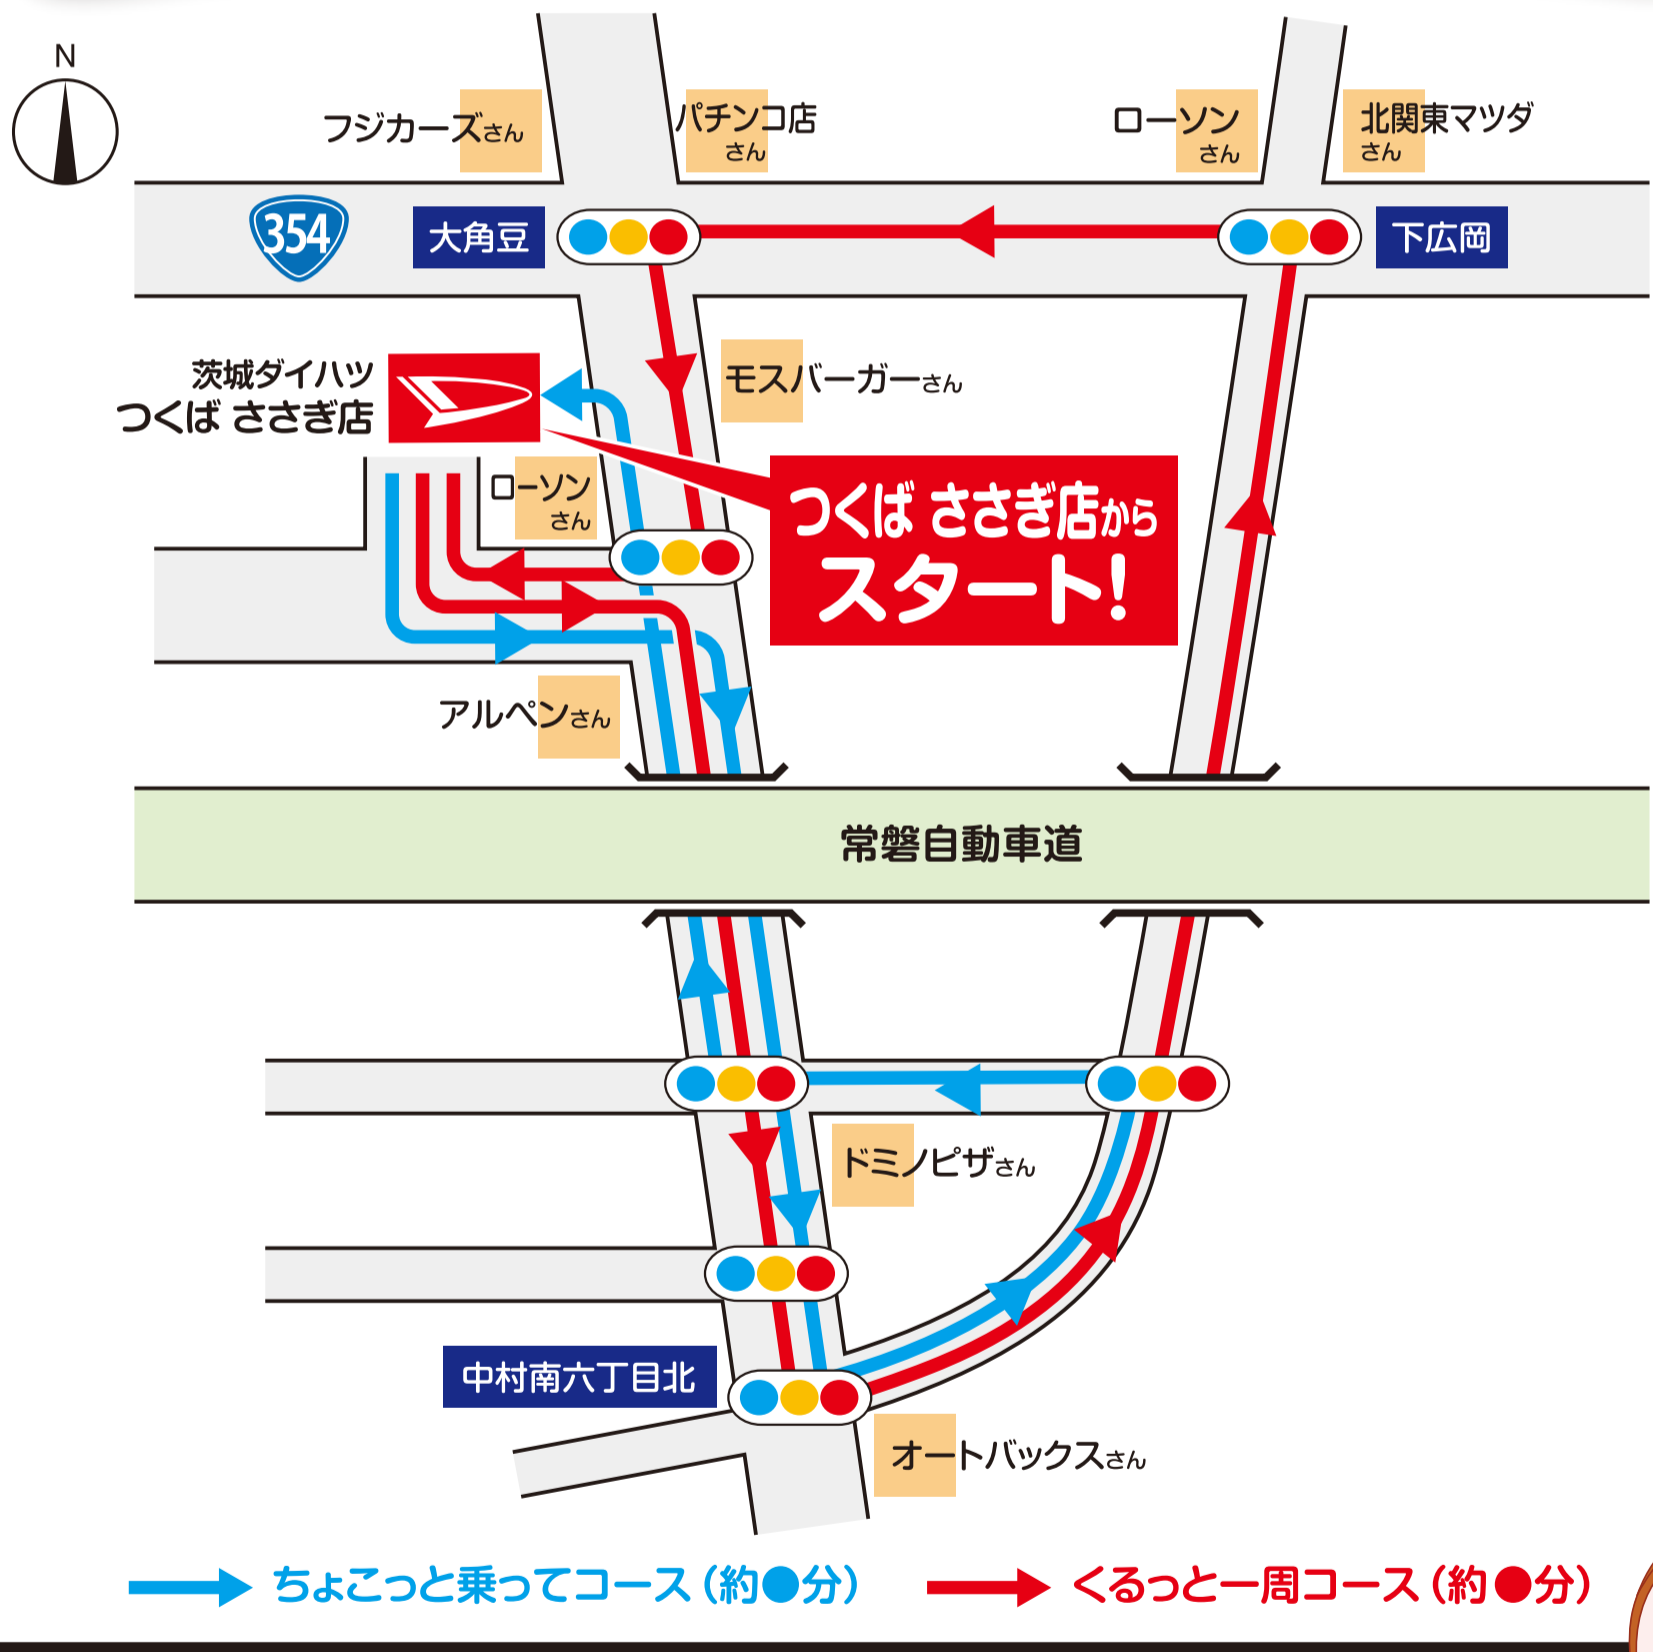 N
フジカーズさん
パチンコ店
さん
ローソン
さん
北関東マツダ
さん
354
大角豆
下広岡
茨城ダイハツ
つくば ささぎ店
モスバーガーさん
ローソン
さん
つくば ささぎ店から
スタート!
アルペンさん
常磐自動車道
ドミノピザさん
中村南六丁目北
オートバックスさん
ちょこっと乗ってコース(約●分)
くるっと一周コース(約●分)